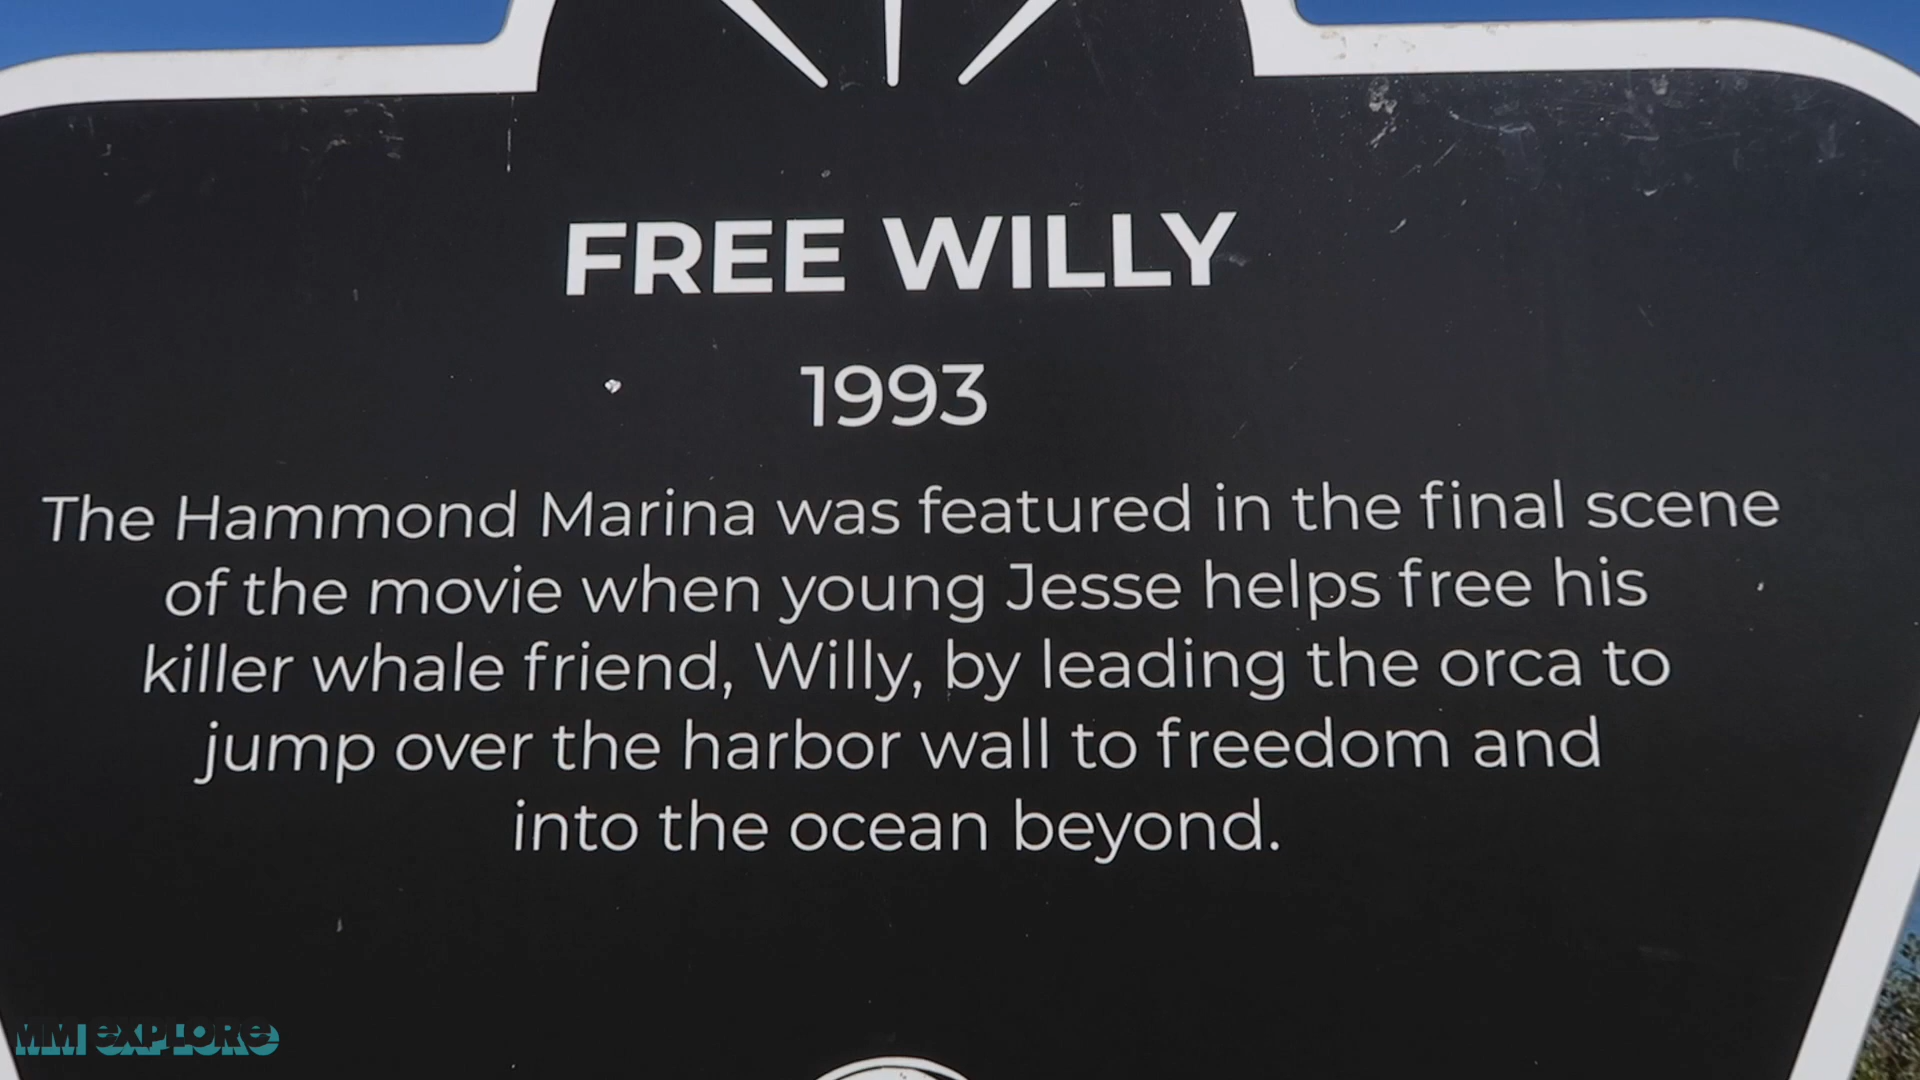 FREE WILLY
1993
The Hammond Marina was featured in the final scene
of the movie when young Jesse helps free his
killer whale friend, Willy, by leading the orca to
jump over the harbor wall to freedom and
into the ocean beyond.
MM EXPLORE